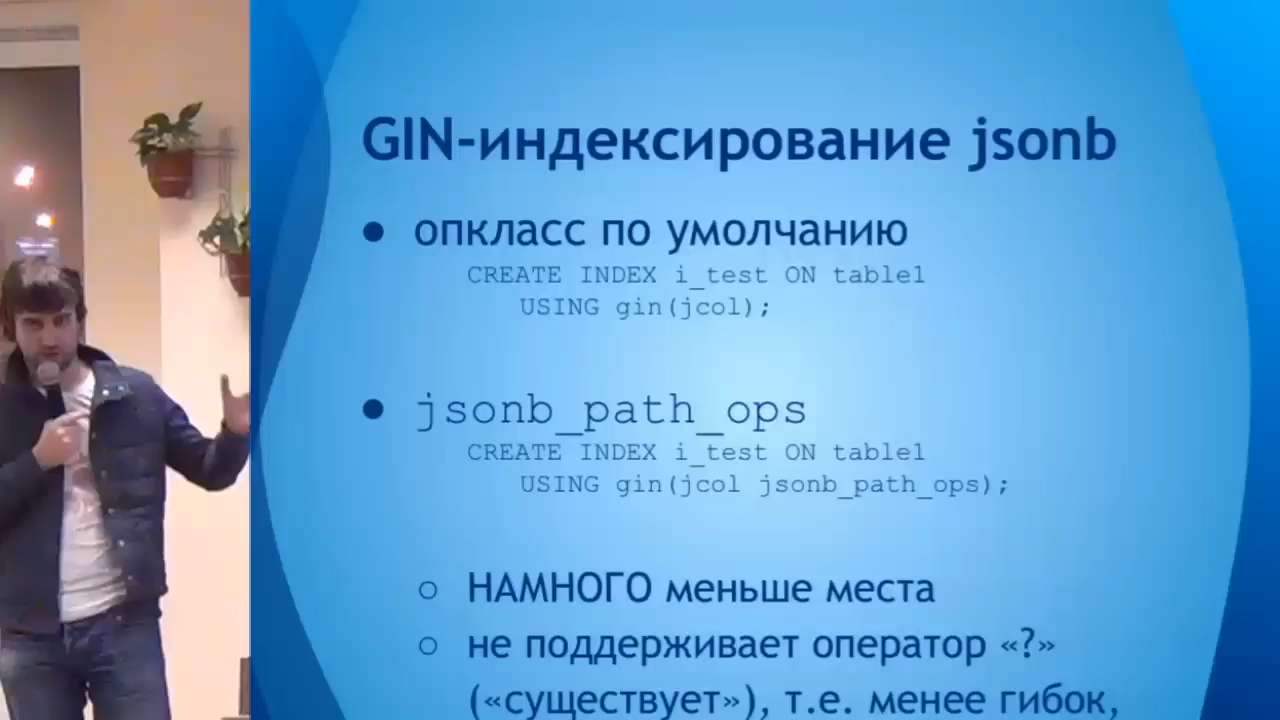 GIN-индексирование jsonb
● опкласс по умолчанию
CREATE INDEX i_test ON table1
USING gin(jcol);
● jsonb_path_ops
CREATE INDEX i_test ON table1
USING gin(jcol jsonb_path_ops);
○ НАМНОГО меньше места
○ не поддерживает оператор «?»
(«существует»), т.е. менее гибок,